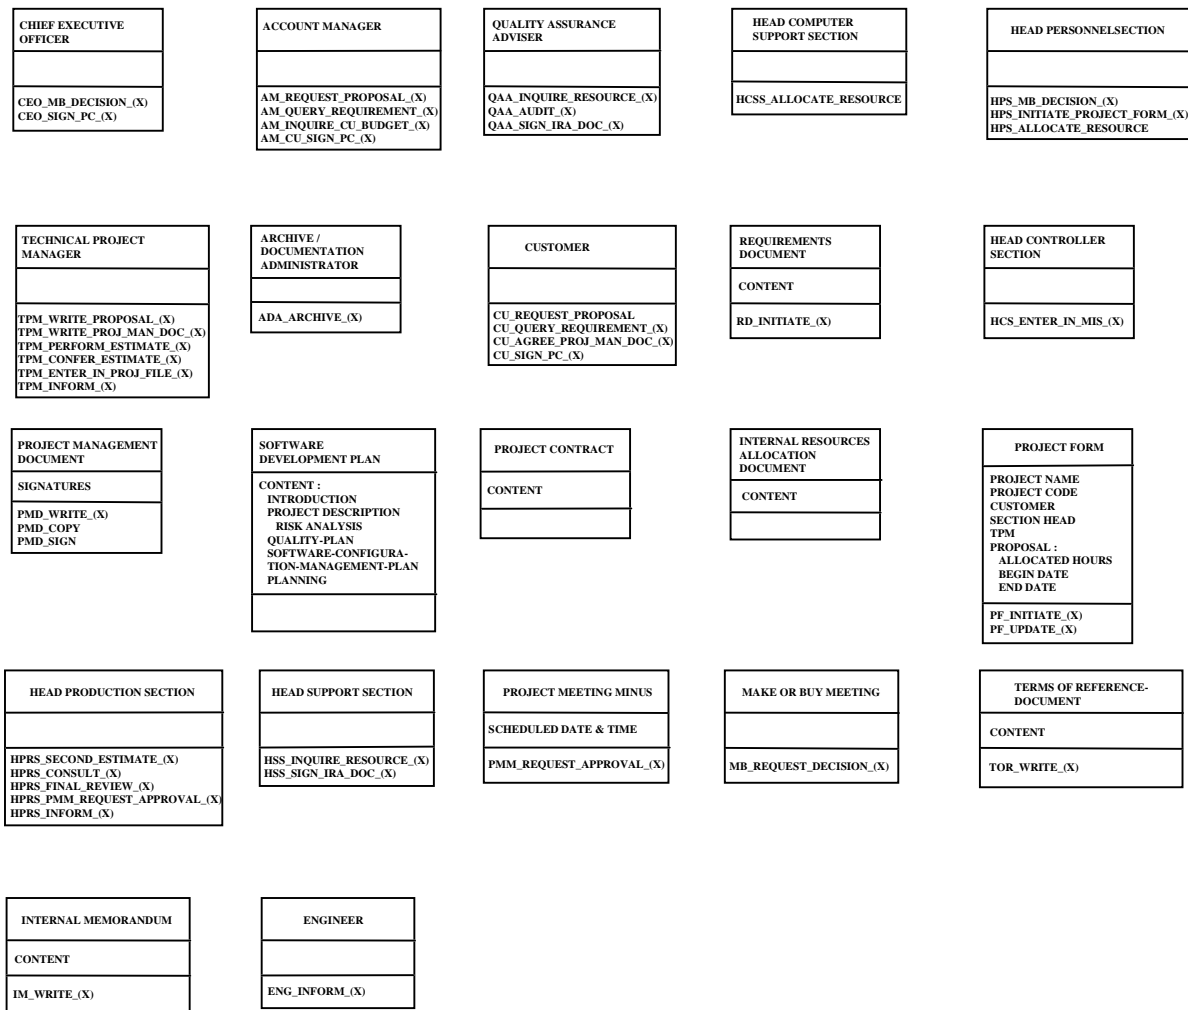 CHIEF EXECUTIVE
OFFICER
CEO_MB_DECISION_(X)
CEO_SIGN_PC_(X)
ACCOUNT MANAGER
AM_REQUEST_PROPOSAL_(X)
AM_QUERY_REQUIREMENT_(X)
AM_INQUIRE_CU_BUDGET_(X)
AM_CU_SIGN_PC_(X)
QUALITY ASSURANCE
ADVISER
QAA_INQUIRE_RESOURCE_(X)
QAA_AUDIT_(X)
QAA_SIGN_IRA_DOC_(X)
HEAD COMPUTER
SUPPORT SECTION
HCSS_ALLOCATE_RESOURCE
HEAD PERSONNELSECTION
HPS_MB_DECISION_(X)
HPS_INITIATE_PROJECT_FORM_(X)
HPS_ALLOCATE_RESOURCE
TECHNICAL PROJECT
MANAGER
TPM_WRITE_PROPOSAL_(X)
TPM_WRITE_PROJ_MAN_DOC_(X)
TPM_PERFORM_ESTIMATE_(X)
TPM_CONFER_ESTIMATE_(X)
TPM_ENTER_IN_PROJ_FILE_(X)
TPM_INFORM_(X)
ARCHIVE /
DOCUMENTATION
ADMINISTRATOR
ADA_ARCHIVE_(X)
CUSTOMER
CU_REQUEST_PROPOSAL
CU_QUERY_REQUIREMENT_(X)
CU_AGREE_PROJ_MAN_DOC_(X)
CU_SIGN_PC_(X)
REQUIREMENTS
DOCUMENT
CONTENT
RD_INITIATE_(X)
HEAD CONTROLLER
SECTION
HCS_ENTER_IN_MIS_(X)
PROJECT MANAGEMENT
DOCUMENT
SIGNATURES
PMD_WRITE_(X)
PMD_COPY
PMD_SIGN
SOFTWARE
DEVELOPMENT PLAN
CONTENT :
INTRODUCTION
PROJECT DESCRIPTION
RISK ANALYSIS
QUALITY-PLAN
SOFTWARE-CONFIGURA-
TION-MANAGEMENT-PLAN
PLANNING
PROJECT CONTRACT
CONTENT
INTERNAL RESOURCES
ALLOCATION
DOCUMENT
CONTENT
PROJECT FORM
PROJECT NAME
PROJECT CODE
CUSTOMER
SECTION HEAD
TPM
PROPOSAL :
ALLOCATED HOURS
BEGIN DATE
END DATE
PF_INITIATE_(X)
PF_UPDATE_(X)
HEAD PRODUCTION SECTION
HPRS_SECOND_ESTIMATE_(X)
HPRS_CONSULT_(X)
HPRS_FINAL_REVIEW_(X)
HPRS_PMM_REQUEST_APPROVAL_(X)
HPRS_INFORM_(X)
HEAD SUPPORT SECTION
HSS_INQUIRE_RESOURCE_(X)
HSS_SIGN_IRA_DOC_(X)
PROJECT MEETING MINUS
SCHEDULED DATE & TIME
PMM_REQUEST_APPROVAL_(X)
MAKE OR BUY MEETING
MB_REQUEST_DECISION_(X)
TERMS OF REFERENCE-
DOCUMENT
CONTENT
TOR_WRITE_(X)
INTERNAL MEMORANDUM
CONTENT
IM_WRITE_(X)
ENGINEER
ENG_INFORM_(X)